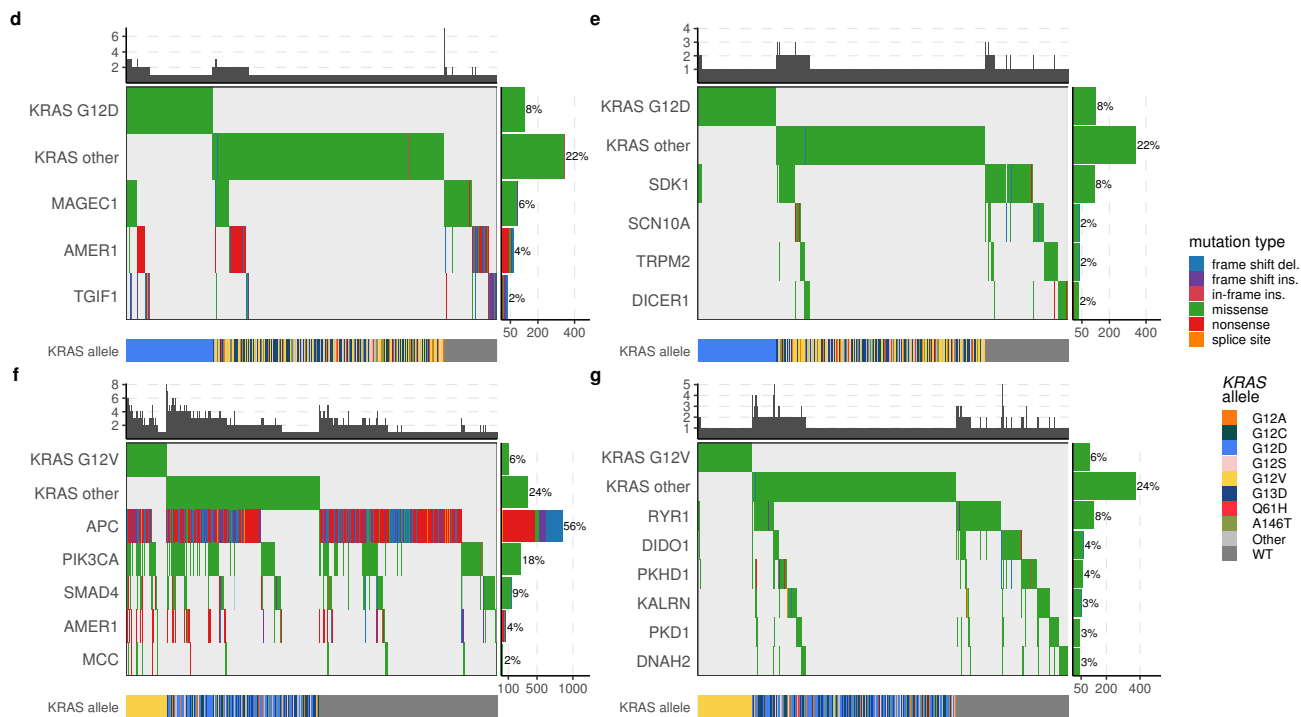 d
6
4
2
KRAS G12D
8%
KRAS other
22%
MAGEC1
6%
AMER1
4%
TGIF1
2%
50 200 400
KRAS allele
e
4
3
2
1
KRAS G12D
8%
KRAS other
22%
SDK1
8%
SCN10A
2%
TRPM2
2%
DICER1
2%
50 200 400
KRAS allele
mutation type
frame shift del.
frame shift ins.
in-frame ins.
missense
nonsense
splice site
f
8
6
4
2
KRAS G12V
6%
KRAS other
24%
APC
56%
PIK3CA
18%
SMAD4
9%
AMER1
4%
MCC
2%
100 500 1000
KRAS allele
g
5
4
3
2
1
KRAS G12V
6%
KRAS other
24%
RYR1
8%
DIDO1
4%
PKHD1
4%
KALRN
3%
PKD1
3%
DNAH2
3%
50 200 400
KRAS allele
KRAS
allele
G12A
G12C
G12D
G12S
G12V
G13D
Q61H
A146T
Other
WT